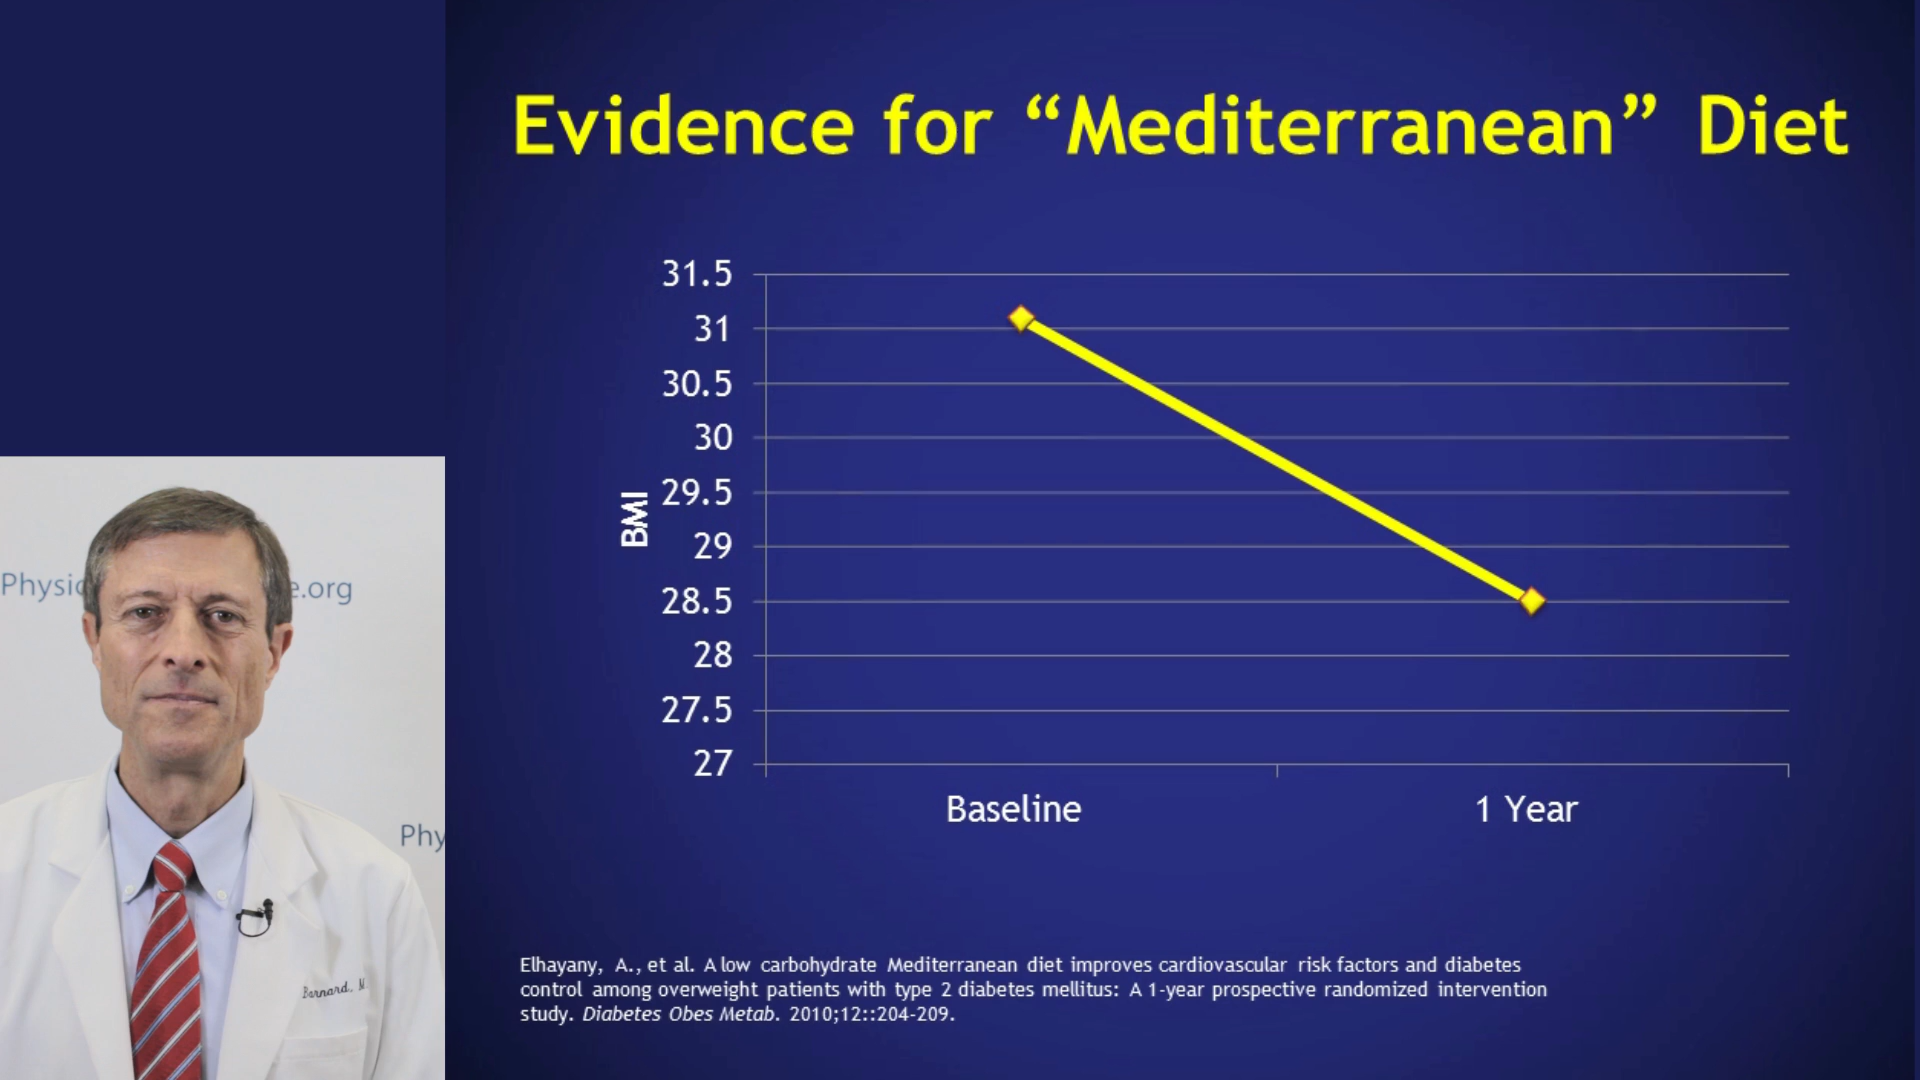 Evidence for “Mediterranean” Diet
31.5
31
30.5
30
29.5
29
28.5
28
27.5
27
BMI
Baseline
1 Year
Elhayany, A., et al. A low carbohydrate Mediterranean diet improves cardiovascular risk factors and diabetes
control among overweight patients with type 2 diabetes mellitus: A 1-year prospective randomized intervention
study. Diabetes Obes Metab. 2010;12::204-209.
Physic
e.org
Phy
Barnard, M